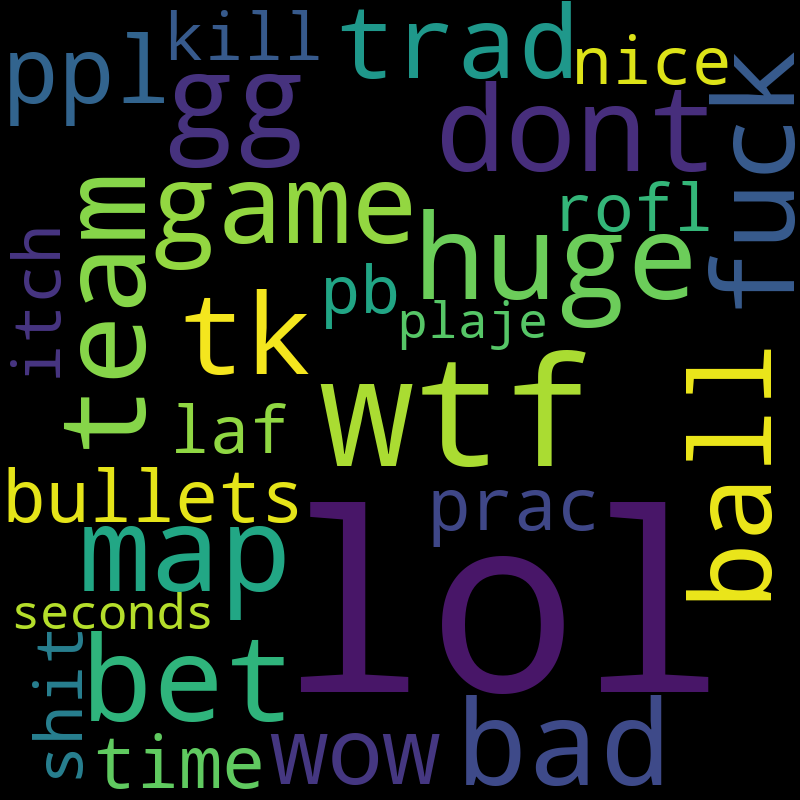 kill
trad
nice
ppl
gg
dont
fuck
team
game
rofl
huge
itch
pb
plaje
tk
wtf
laf
ball
bullets
prac
map
lol
seconds
shit
bet
time
wow
bad